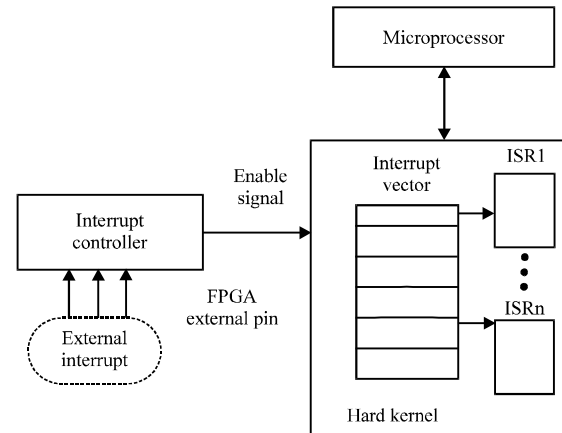 Microprocessor
Interrupt
vector
ISR1
Enable
signal
Interrupt
controller
FPGA
external pin
External
interrupt
ISRn
Hard kernel